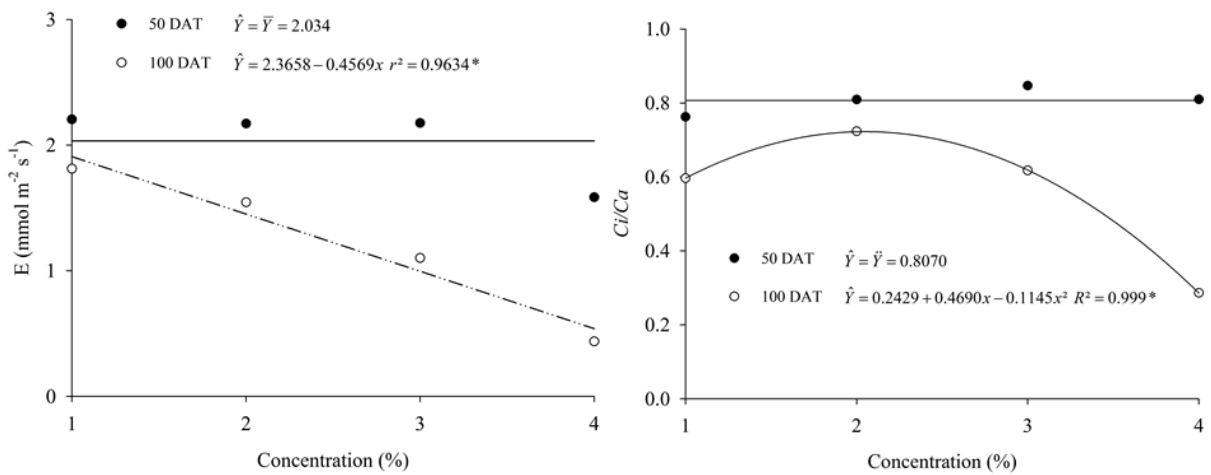 3
2
1
0
E (mmol m⁻² s⁻¹)
● 50 DAT Ŷ = Y̅ = 2.034
○ 100 DAT Ŷ = 2.3658 − 0.4569x r² = 0.9634 *
1 2 3 4
Concentration (%)
1.0
0.8
0.6
0.4
0.2
0.0
Ci/Ca
● 50 DAT Ŷ = Ÿ = 0.8070
○ 100 DAT Ŷ = 0.2429 + 0.4690x − 0.1145x² R² = 0.999 *
1 2 3 4
Concentration (%)